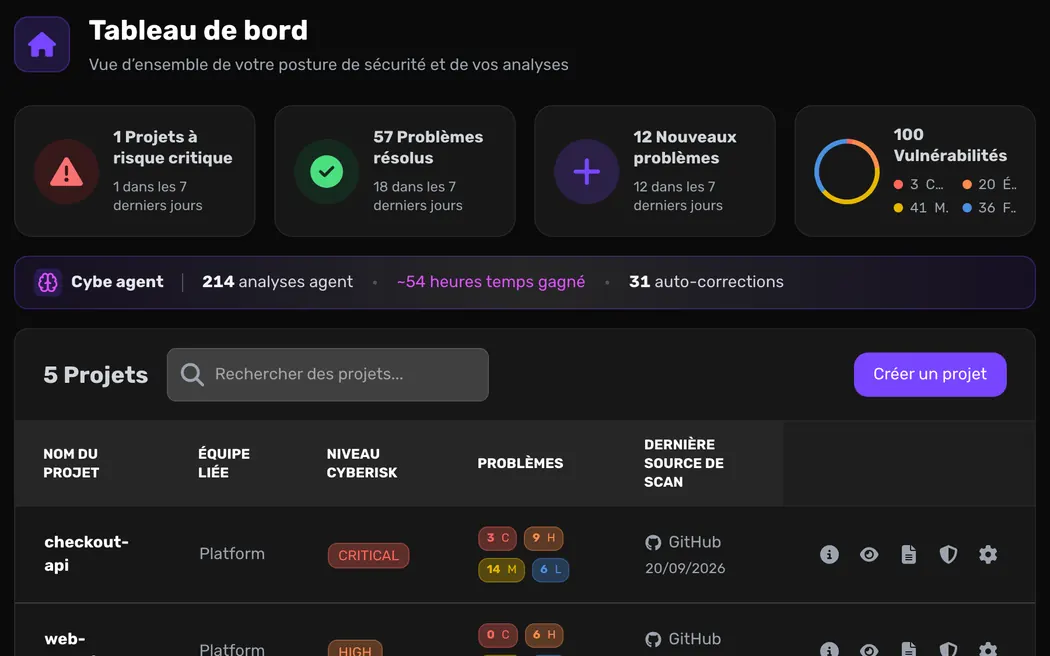 Tableau de bord
Vue d’ensemble de votre posture de sécurité et de vos analyses
1 Projets à
risque critique
1 dans les 7
derniers jours
57 Problèmes
résolus
18 dans les 7
derniers jours
12 Nouveaux
problèmes
12 dans les 7
derniers jours
100
Vulnérabilités
3 C... 20 É..
41 M. 36 F..
Cybe agent 214 analyses agent • ~54 heures temps gagné • 31 auto-corrections
5 Projets Rechercher des projets... Créer un projet
NOM DU
PROJET
ÉQUIPE
LIÉE
NIVEAU
CYBERISK
PROBLÈMES
DERNIÈRE
SOURCE DE
SCAN
checkout-
api
Platform
CRITICAL
3 C 9 H
14 M 6 L
GitHub
20/09/2026
web-
Platform
HIGH
0 C 6 H
GitHub